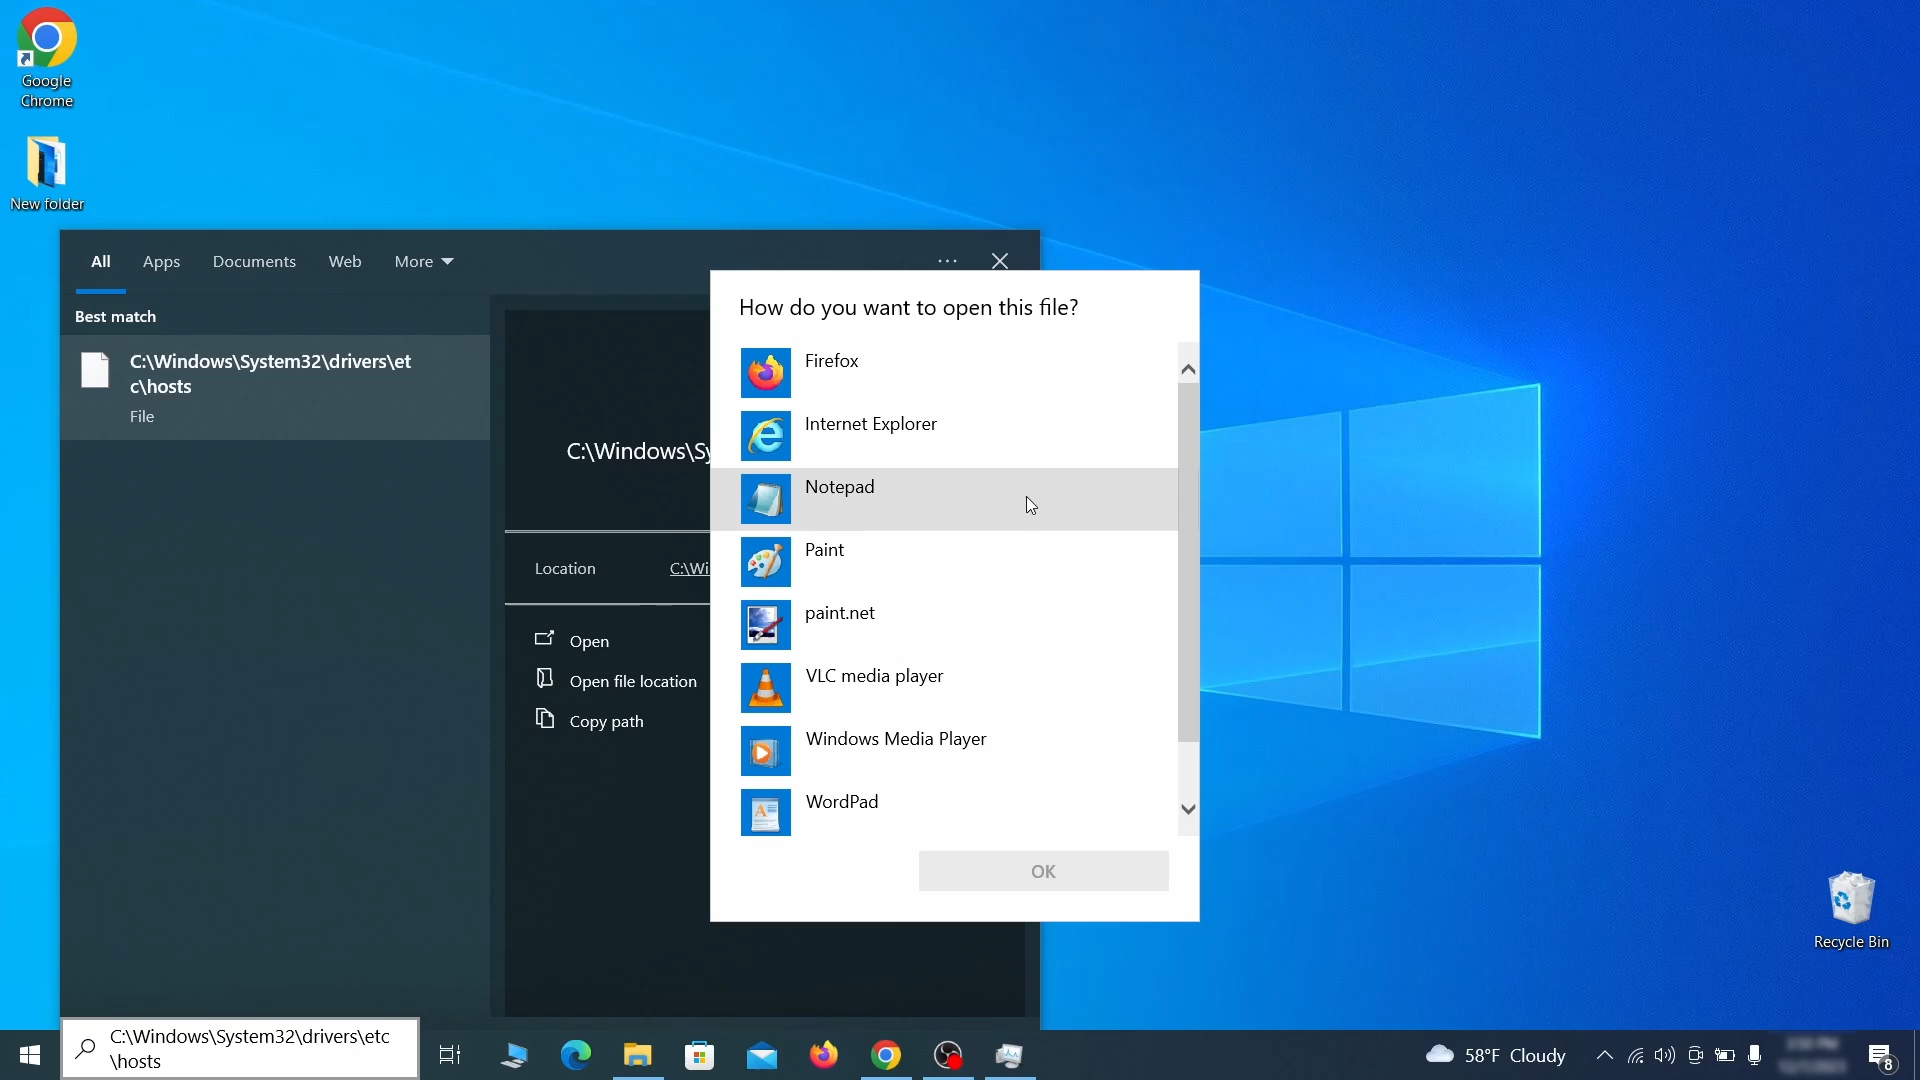 Google
Chrome
New folder
All
Apps
Documents
Web
More
Best match
C:\Windows\System32\drivers\et
c\hosts
File
C:\Windows\Sy
Location
C:\Wi
Open
Open file location
Copy path
How do you want to open this file?
Firefox
Internet Explorer
Notepad
Paint
paint.net
VLC media player
Windows Media Player
WordPad
OK
Recycle Bin
C:\Windows\System32\drivers\etc
\hosts
58°F Cloudy
8